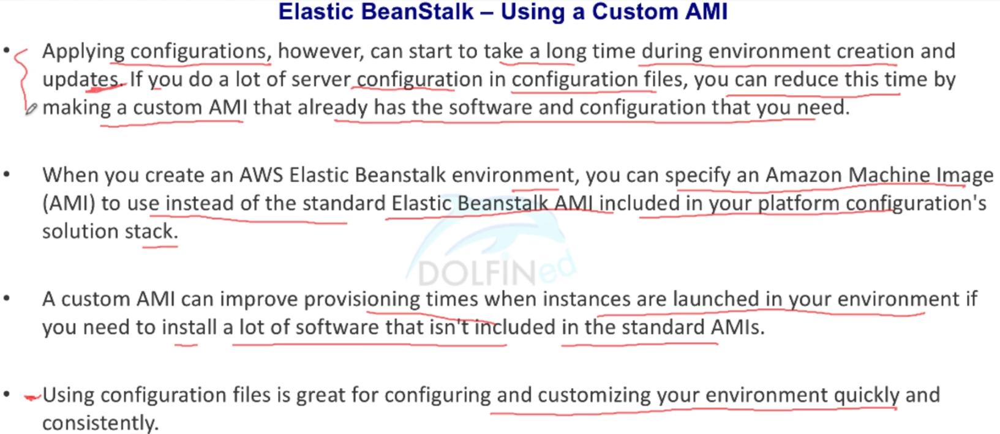 Elastic BeanStalk – Using a Custom AMI
• Applying configurations, however, can start to take a long time during environment creation and
updates. If you do a lot of server configuration in configuration files, you can reduce this time by
making a custom AMI that already has the software and configuration that you need.
• When you create an AWS Elastic Beanstalk environment, you can specify an Amazon Machine Image
(AMI) to use instead of the standard Elastic Beanstalk AMI included in your platform configuration's
solution stack.
DOLFINed
• A custom AMI can improve provisioning times when instances are launched in your environment if
you need to install a lot of software that isn't included in the standard AMIs.
• Using configuration files is great for configuring and customizing your environment quickly and
consistently.